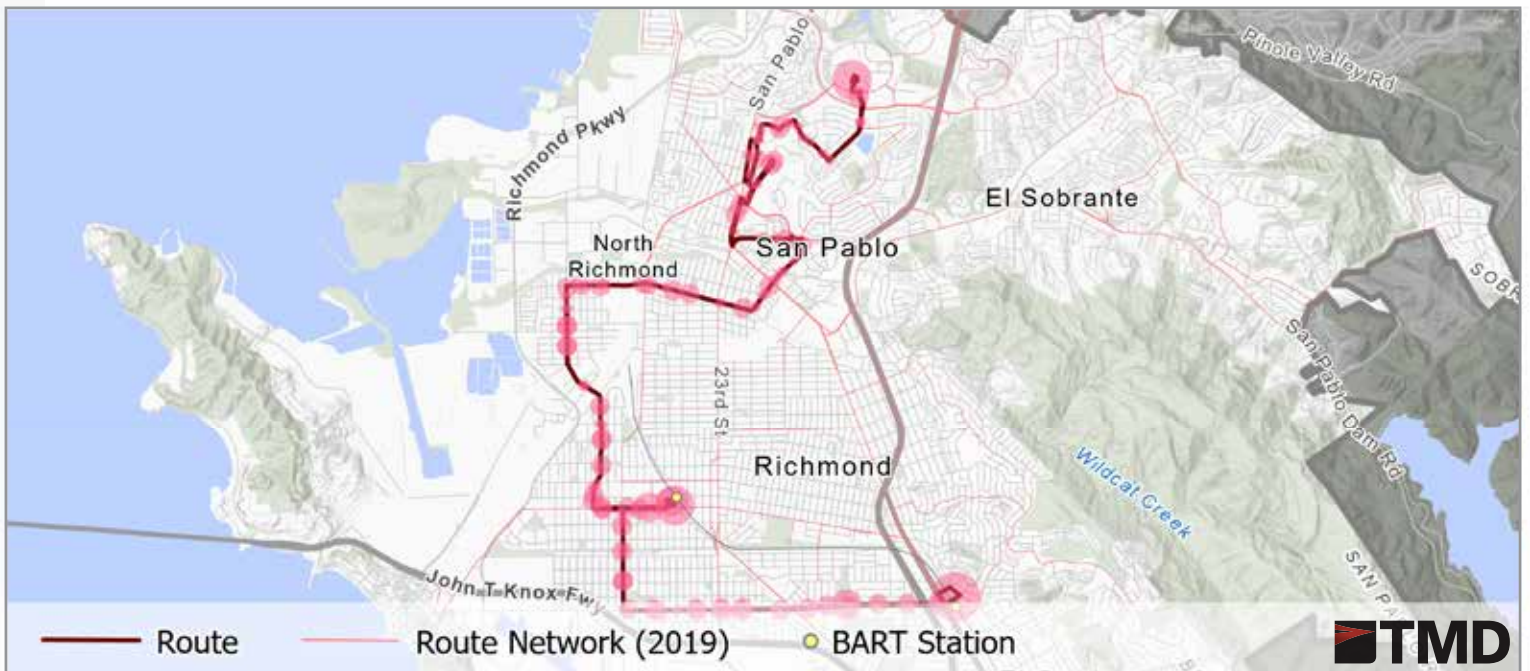 Pinole Valley Rd
San Pablo
Richmond Pkwy
El Sobrante
North
Richmond
San Pablo
SOBR
San Pablo Dam Rd
23rd St
Richmond
Wildcat Creek
SAN PA
John T Knox Fwy
Route
Route Network (2019)
BART Station
TMD